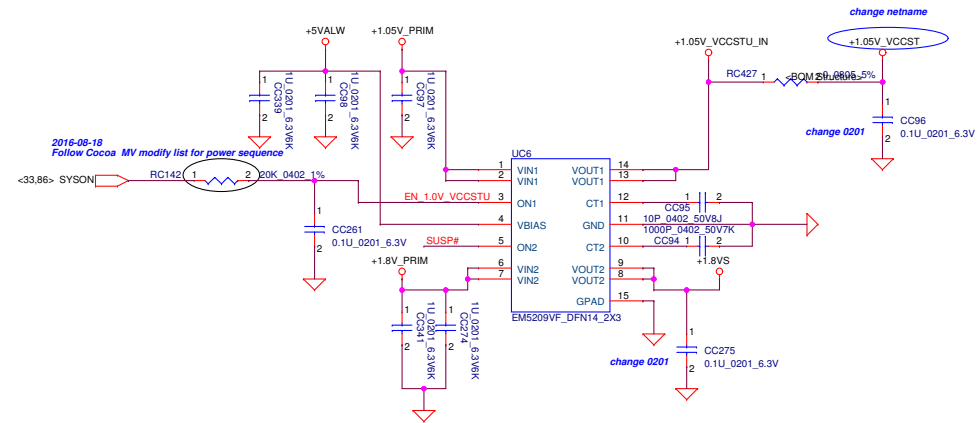 change netname
+5VALW
+1.05V_PRIM
+1.05V_VCCSTU_IN
+1.05V_VCCST
RC427 1 2 0_0805_5%
<BOM Structure>
1 2 CC339 1U_0201_6.3V6K
1 2 CC98 1U_0201_6.3V6K
1 2 CC97 1U_0201_6.3V6K
1
CC96
2 0.1U_0201_6.3V
change 0201
2016-08-18
Follow Cocoa MV modify list for power sequence
<33,86> SYSON
RC142 1 2 20K_0402_1%
UC6
1 VIN1 VOUT1 14
2 VIN1 VOUT1 13
EN_1.0V_VCCSTU 3 ON1 CT1 12
CC95 1 2
10P_0402_50V8J
4 VBIAS GND 11
1000P_0402_50V7K
SUSP# 5 ON2 CT2 10
CC94 1 2
1
CC261
2 0.1U_0201_6.3V
+1.8V_PRIM
+1.8VS
6 VIN2 VOUT2 9
7 VIN2 VOUT2 8
GPAD 15
EM5209VF_DFN14_2X3
1 2 CC341 1U_0201_6.3V6K
1 2 CC274 1U_0201_6.3V6K
1
CC275
2 0.1U_0201_6.3V
change 0201